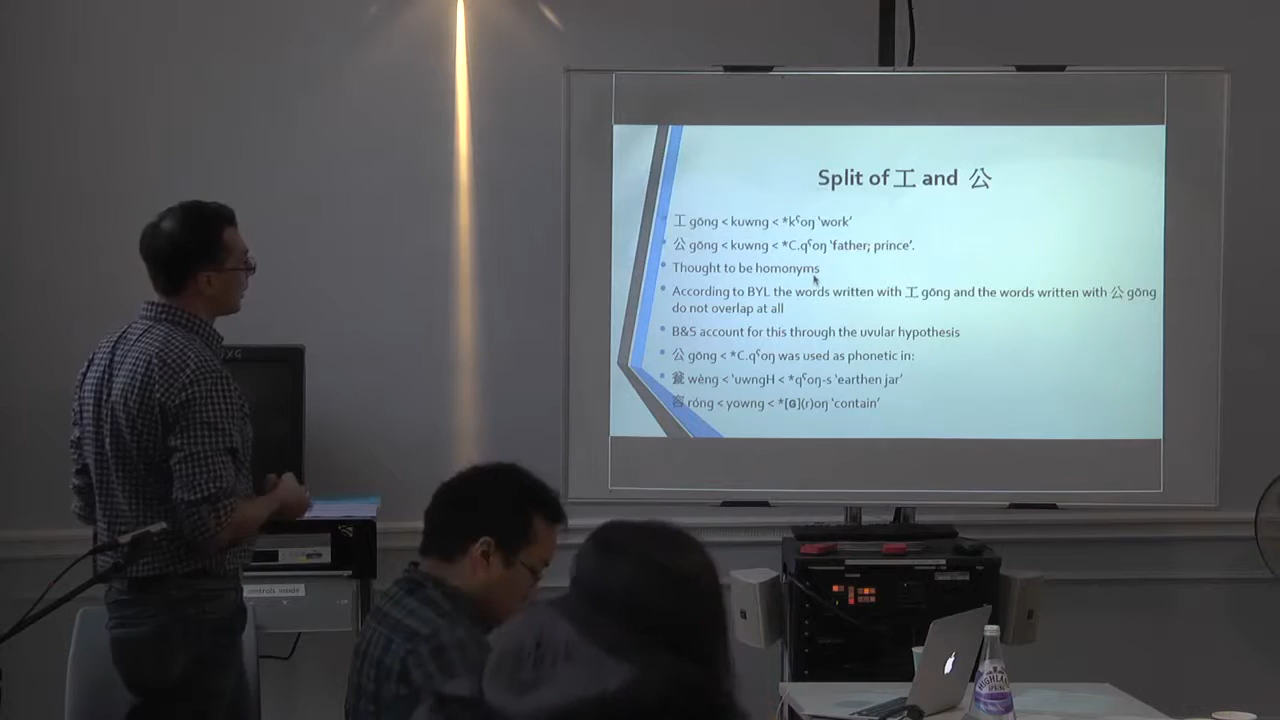 Split of 工 and 公
工 gōng < kuwng < *kˤoŋ ‘work’
公 gōng < kuwng < *C.qˤoŋ ‘father; prince’.
Thought to be homonyms
According to BYL the words written with 工 gōng and the words written with 公 gōng
do not overlap at all
B&S account for this through the uvular hypothesis
公 gōng < *C.qˤoŋ was used as phonetic in:
瓮 wèng < ʼuwngH < *qˤoŋ-s ‘earthen jar’
容 róng < yowng < *[ɢ](r)oŋ ‘contain’
controls inside
HIGHLAND
SPRING